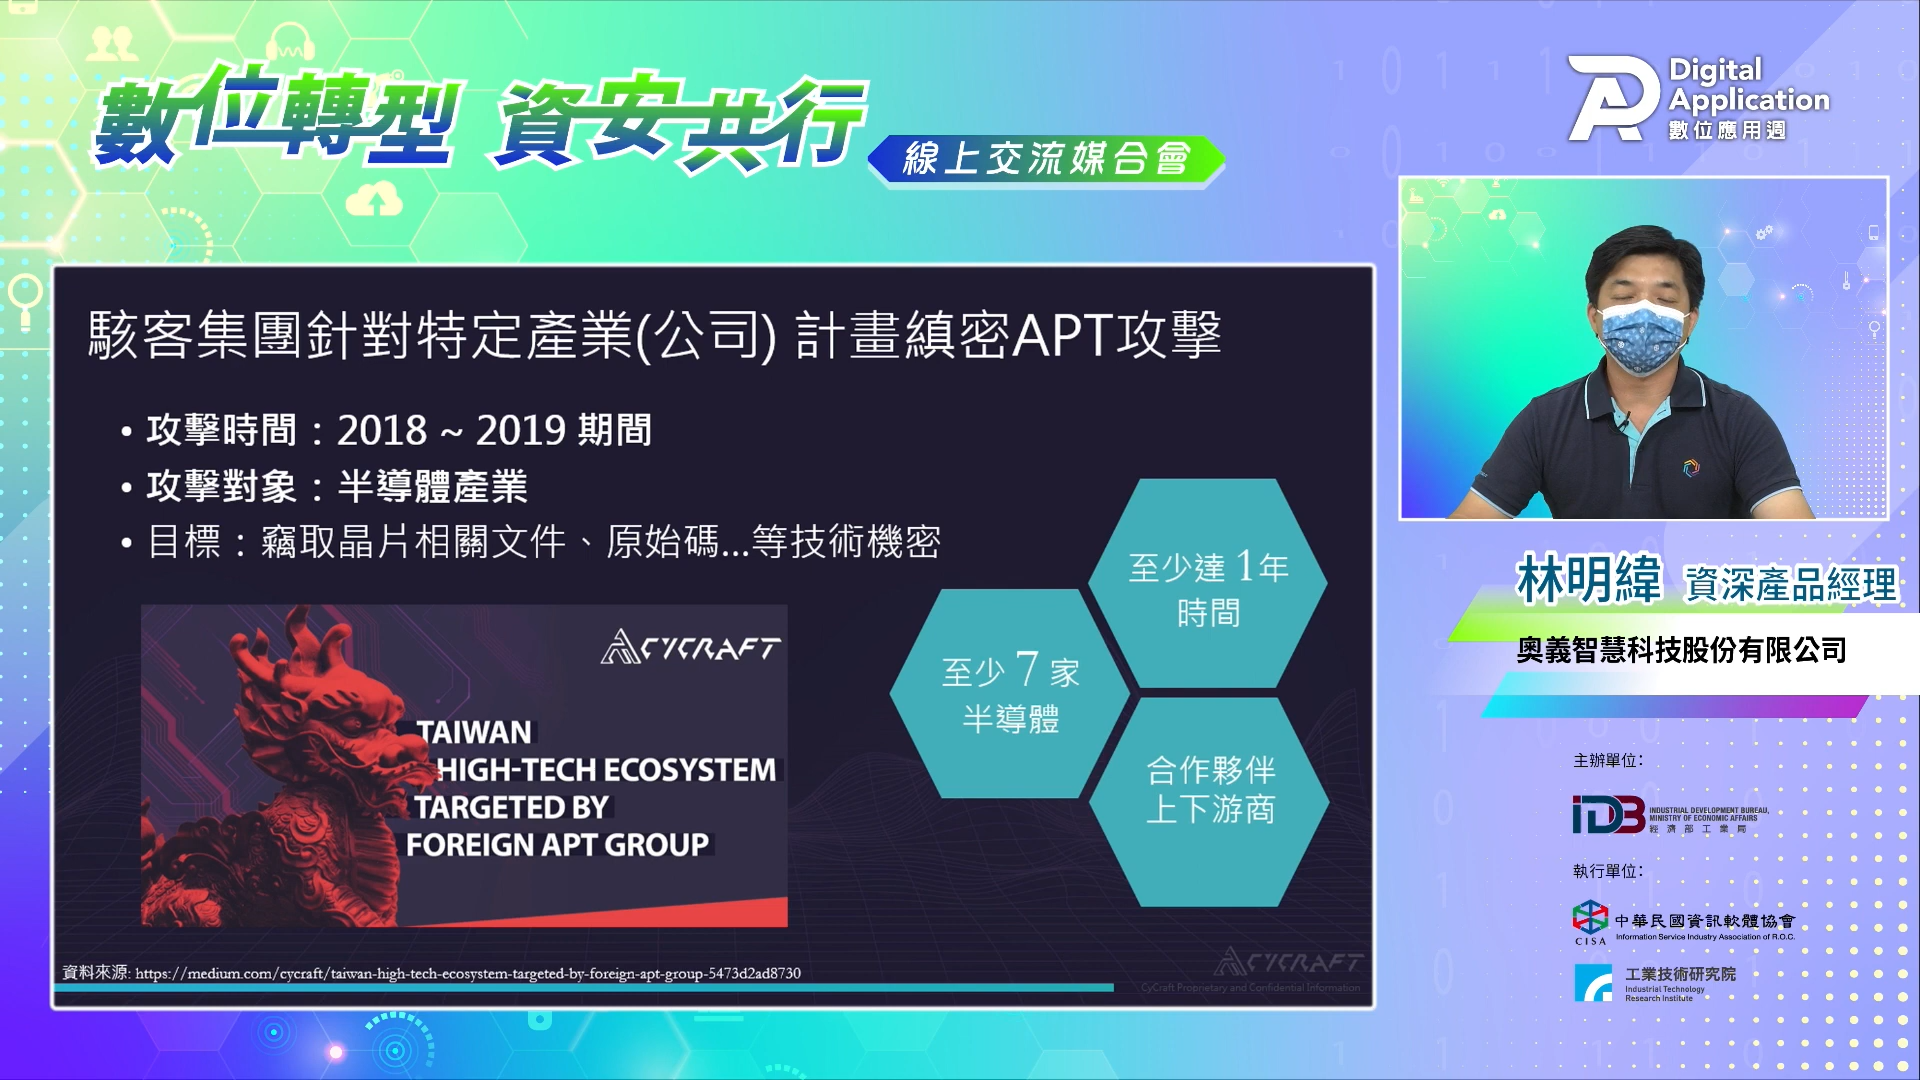 數位轉型 資安共行
線上交流媒合會
Digital
Application
數位應用週
駭客集團針對特定產業(公司) 計畫縝密APT攻擊
• 攻擊時間：2018 ~ 2019 期間
• 攻擊對象：半導體產業
• 目標：竊取晶片相關文件、原始碼...等技術機密
至少達 1年
時間
至少 7 家
半導體
合作夥伴
上下游商
CYCRAFT
TAIWAN
HIGH-TECH ECOSYSTEM
TARGETED BY
FOREIGN APT GROUP
資料來源: https://medium.com/cycraft/taiwan-high-tech-ecosystem-targeted-by-foreign-apt-group-5473d2ad8730
CYCRAFT
CyCraft Proprietary and Confidential Information
林明緯 資深產品經理
奧義智慧科技股份有限公司
主辦單位：
IDB
INDUSTRIAL DEVELOPMENT BUREAU,
MINISTRY OF ECONOMIC AFFAIRS
經濟部工業局
執行單位：
CISA
中華民國資訊軟體協會
Information Service Industry Association of R.O.C.
工業技術研究院
Industrial Technology
Research Institute